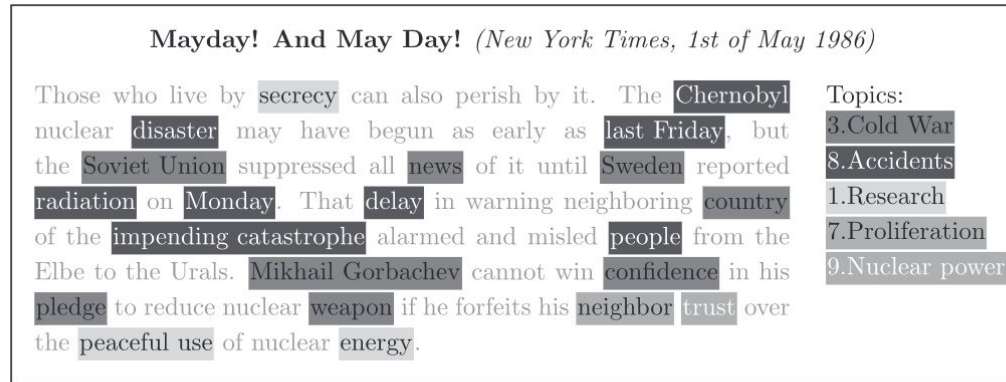 Mayday! And May Day! (New York Times, 1st of May 1986)
Those who live by secrecy can also perish by it. The Chernobyl
nuclear disaster may have begun as early as last Friday, but
the Soviet Union suppressed all news of it until Sweden reported
radiation on Monday. That delay in warning neighboring country
of the impending catastrophe alarmed and misled people from the
Elbe to the Urals. Mikhail Gorbachev cannot win confidence in his
pledge to reduce nuclear weapon if he forfeits his neighbor trust over
the peaceful use of nuclear energy.
Topics:
3.Cold War
8.Accidents
1.Research
7.Proliferation
9.Nuclear power